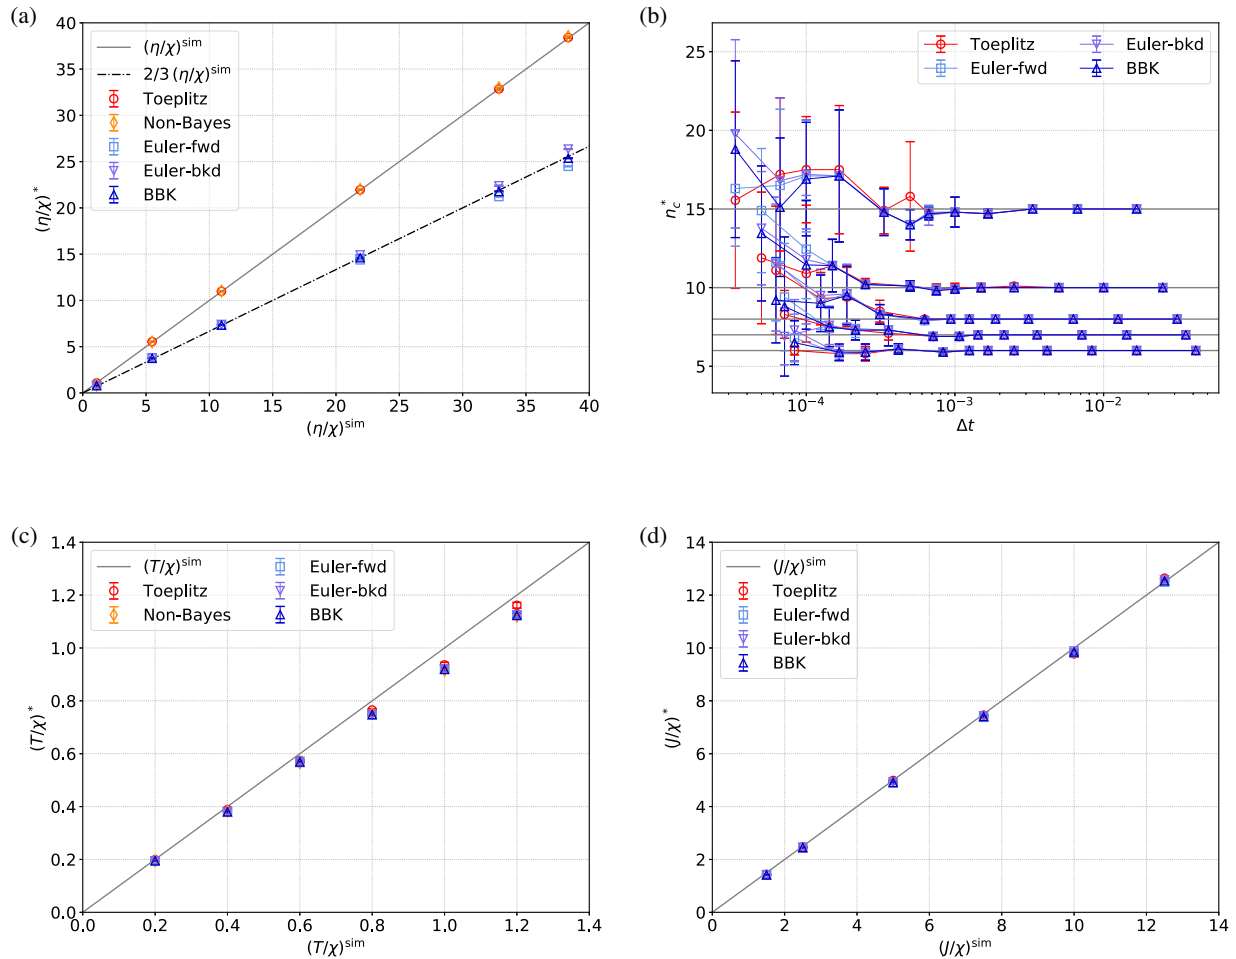 (a)
40
35
30
25
20
15
10
5
0
0 5 10 15 20 25 30 35 40
(η/χ)*
(η/χ)^sim
(η/χ)^sim
2/3 (η/χ)^sim
Toeplitz
Non-Bayes
Euler-fwd
Euler-bkd
BBK
(b)
25
20
15
10
5
10⁻⁴ 10⁻³ 10⁻²
n_c*
Δt
Toeplitz
Euler-fwd
Euler-bkd
BBK
(c)
1.4
1.2
1.0
0.8
0.6
0.4
0.2
0.0
0.0 0.2 0.4 0.6 0.8 1.0 1.2 1.4
(T/χ)*
(T/χ)^sim
(T/χ)^sim
Toeplitz
Non-Bayes
Euler-fwd
Euler-bkd
BBK
(d)
14
12
10
8
6
4
2
0
0 2 4 6 8 10 12 14
(J/χ)*
(J/χ)^sim
(J/χ)^sim
Toeplitz
Euler-fwd
Euler-bkd
BBK